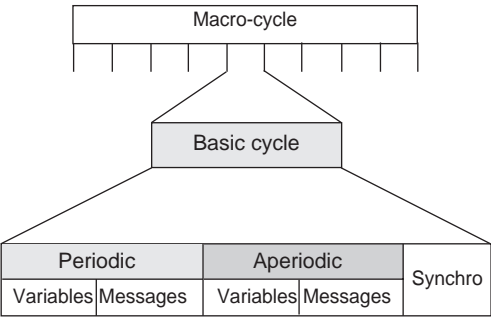 Macro-cycle
Basic cycle
Periodic Aperiodic Synchro
Variables Messages Variables Messages